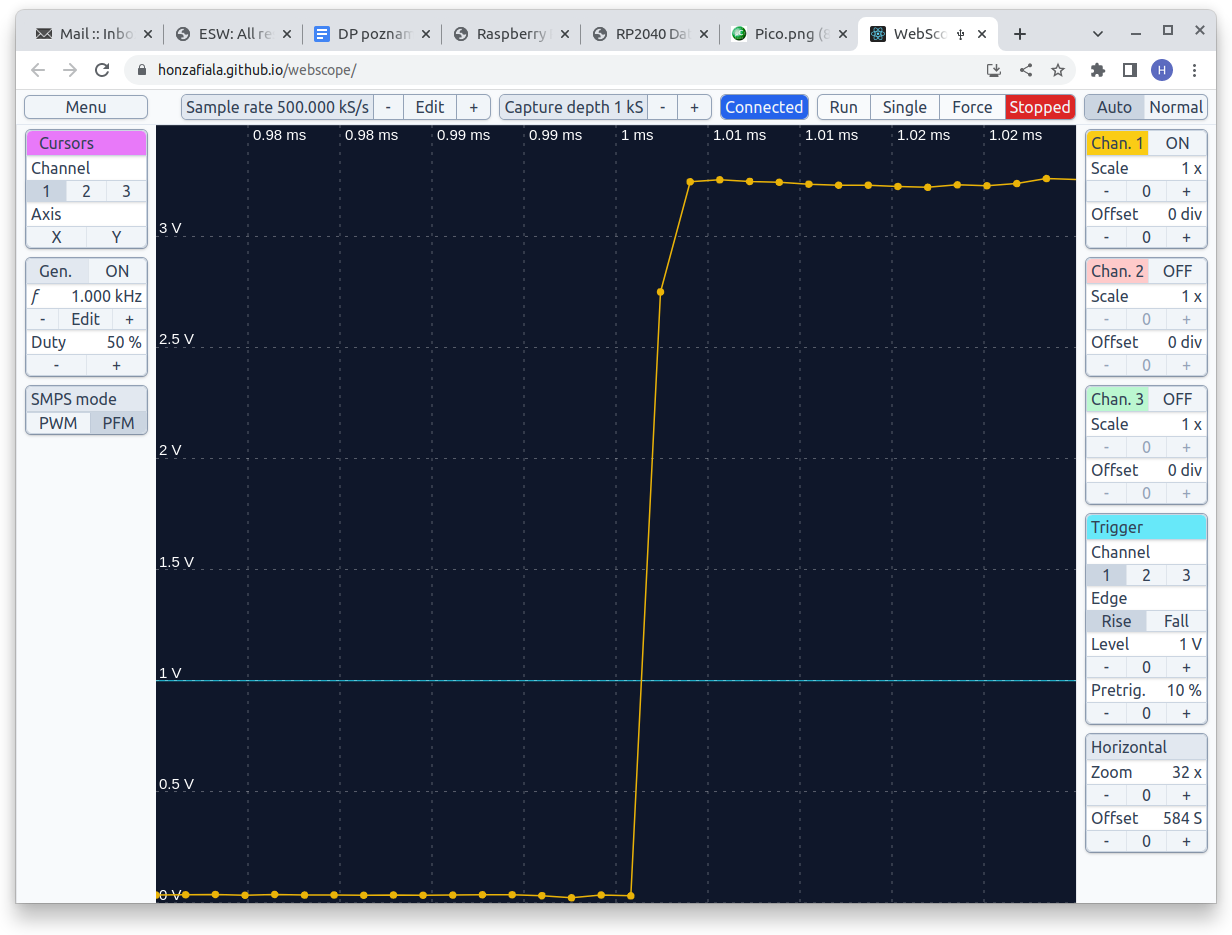 Mail :: Inbo
ESW: All re
DP poznam
Raspberry
RP2040 Da
Pico.png (8
WebSco
honzafiala.github.io/webscope/
H
Menu
Sample rate 500.000 kS/s - Edit +
Capture depth 1 kS - +
Connected
Run Single Force Stopped
Auto Normal
Cursors
Channel
1 2 3
Axis
X Y
Gen. ON
f 1.000 kHz
- Edit +
Duty 50 %
- +
SMPS mode
PWM PFM
0.98 ms 0.98 ms 0.99 ms 0.99 ms 1 ms 1.01 ms 1.01 ms 1.02 ms 1.02 ms
3 V
2.5 V
2 V
1.5 V
1 V
0.5 V
0 V
Chan. 1 ON
Scale 1 x
- 0 +
Offset 0 div
- 0 +
Chan. 2 OFF
Scale 1 x
- 0 +
Offset 0 div
- 0 +
Chan. 3 OFF
Scale 1 x
- 0 +
Offset 0 div
- 0 +
Trigger
Channel
1 2 3
Edge
Rise Fall
Level 1 V
- 0 +
Pretrig. 10 %
- 0 +
Horizontal
Zoom 32 x
- 0 +
Offset 584 S
- 0 +